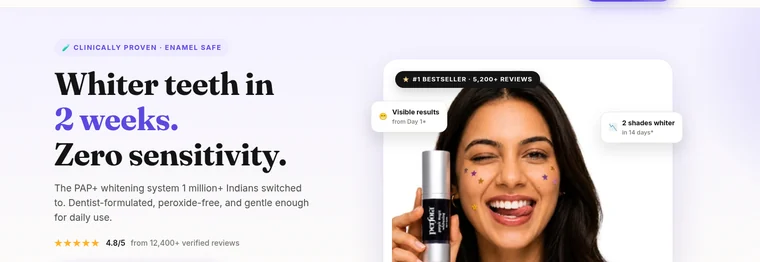 CLINICALLY PROVEN · ENAMEL SAFE
Whiter teeth in
2 weeks.
Zero sensitivity.
The PAP+ whitening system 1 million+ Indians switched
to. Dentist-formulated, peroxide-free, and gentle enough
for daily use.
★★★★★ 4.8/5 from 12,400+ verified reviews
★ #1 BESTSELLER · 5,200+ REVIEWS
Visible results
from Day 1+
2 shades whiter
in 14 days*
perfora